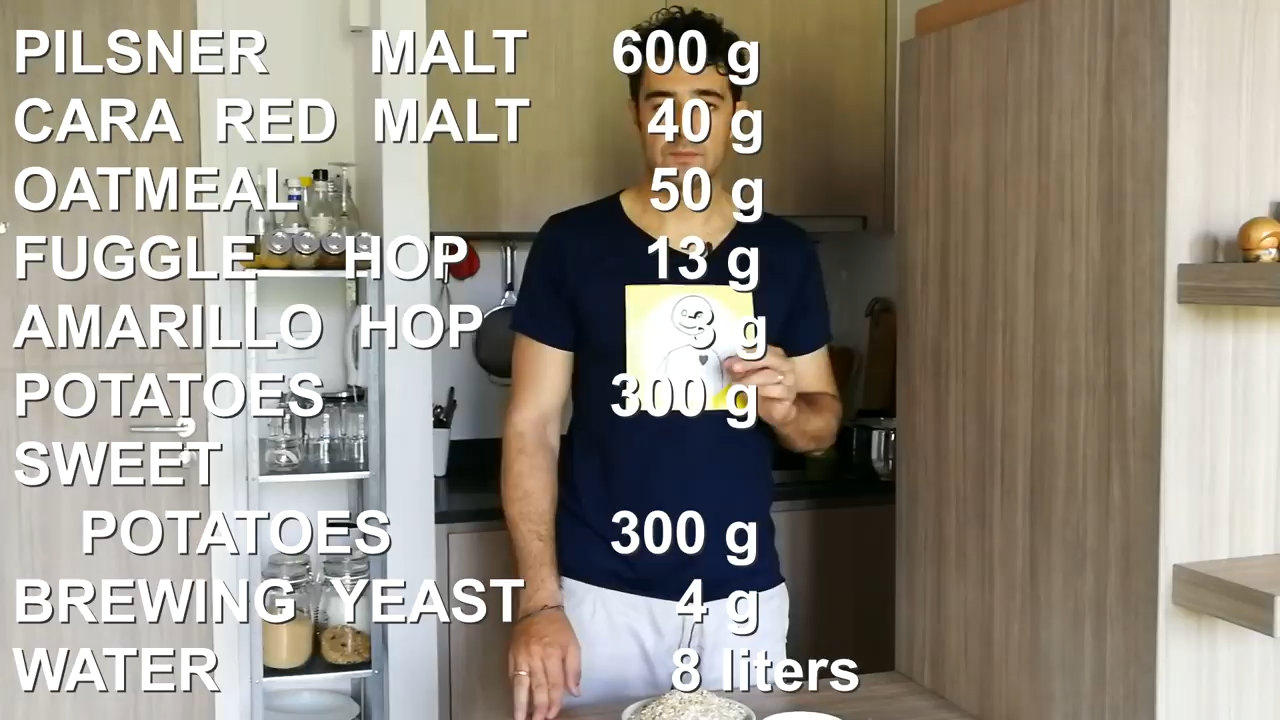 PILSNER MALT 600 g
CARA RED MALT 40 g
OATMEAL 50 g
FUGGLE HOP 13 g
AMARILLO HOP 3 g
POTATOES 300 g
SWEET
POTATOES 300 g
BREWING YEAST 4 g
WATER 8 liters